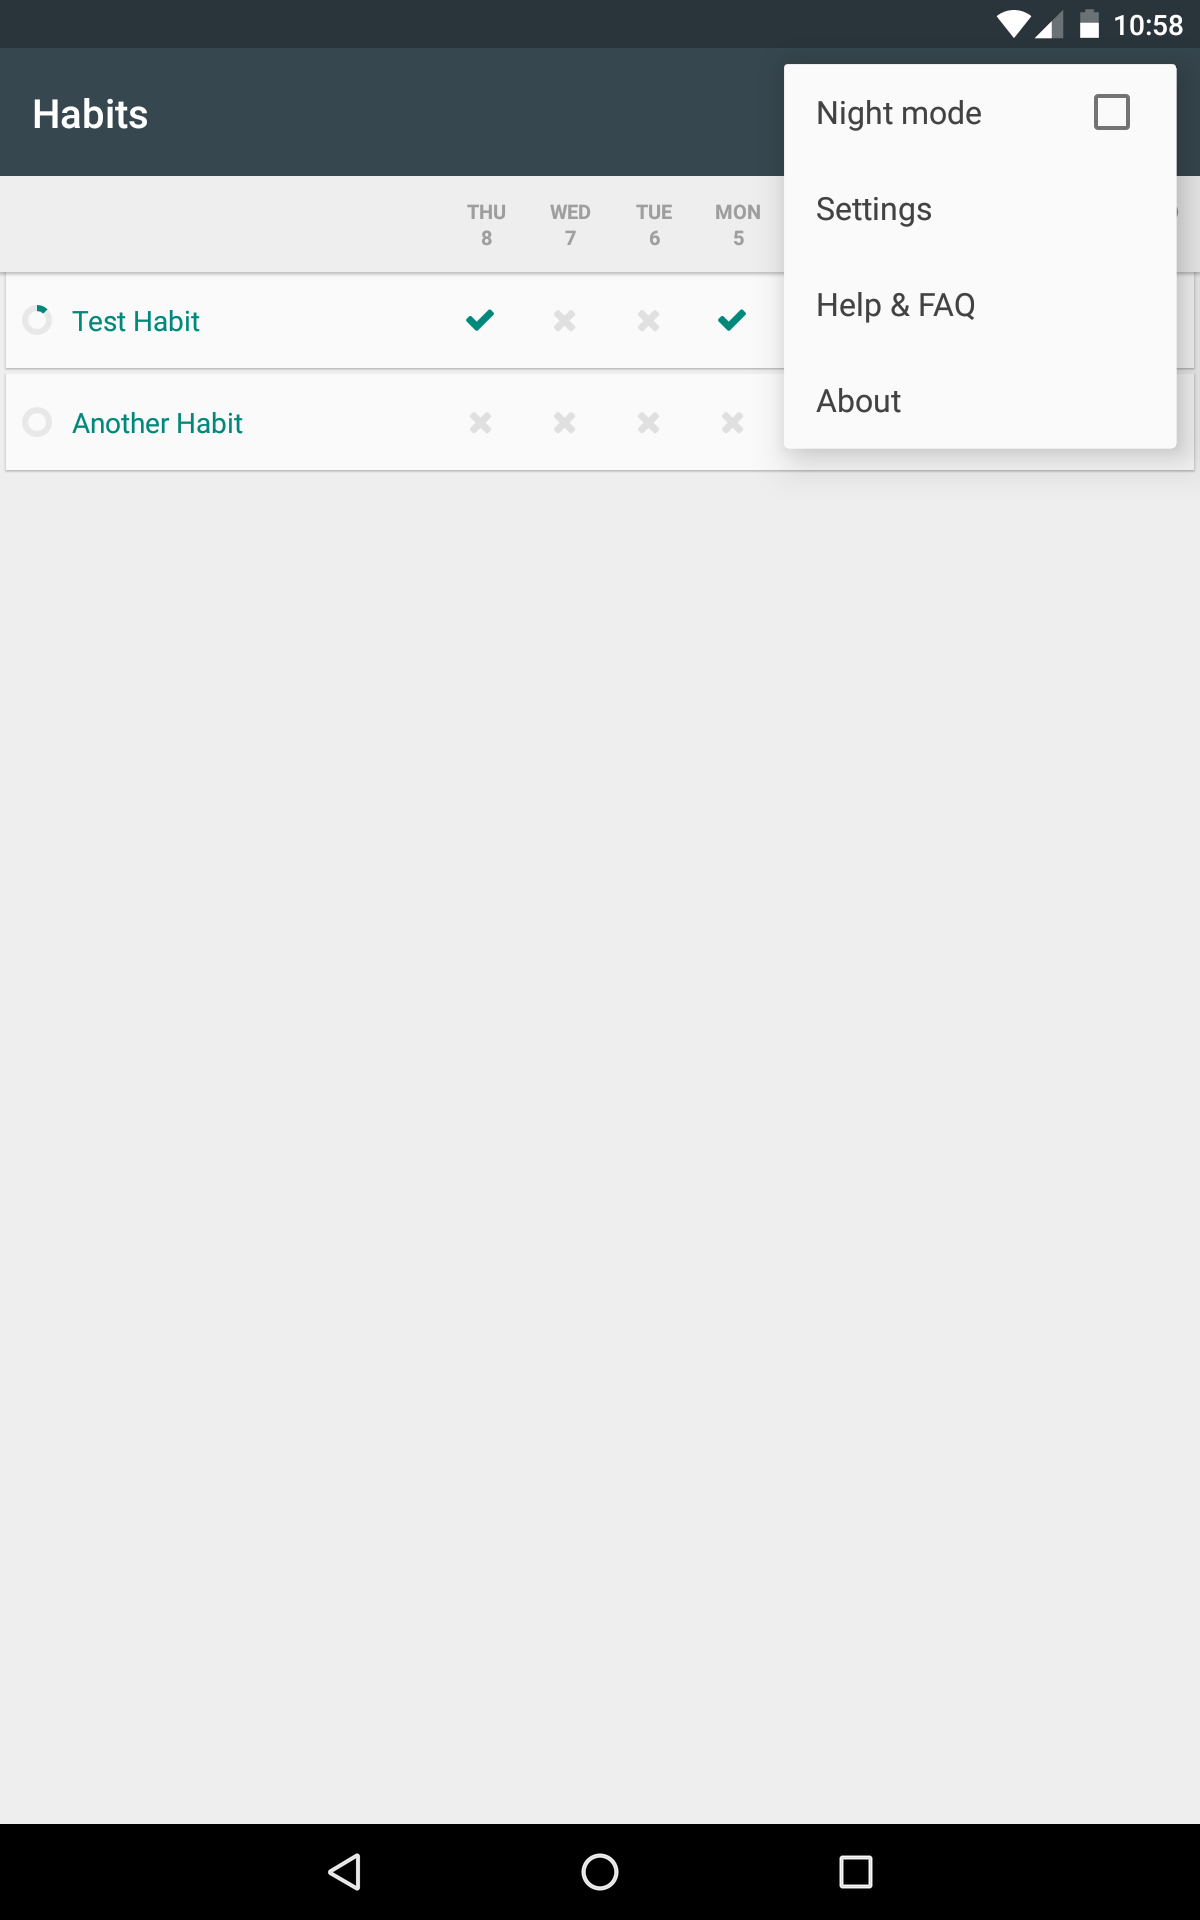 10:58
Habits
Night mode
Settings
Help & FAQ
About
THU WED TUE MON
8 7 6 5
Test Habit
Another Habit